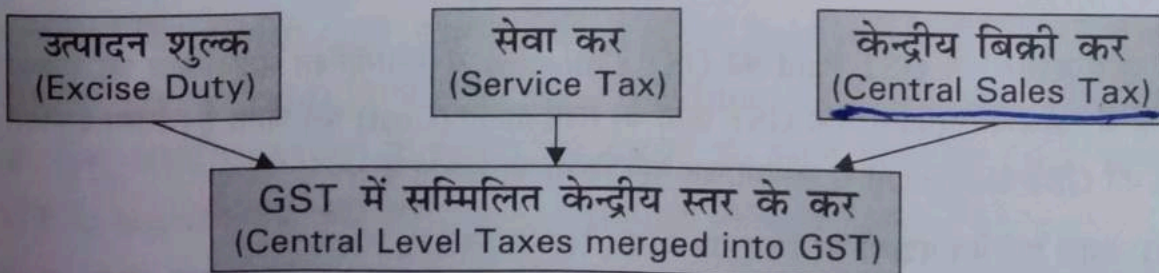 उत्पादन शुल्क
(Excise Duty)
सेवा कर
(Service Tax)
केन्द्रीय बिक्री कर
(Central Sales Tax)
GST में सम्मिलित केन्द्रीय स्तर के कर
(Central Level Taxes merged into GST)